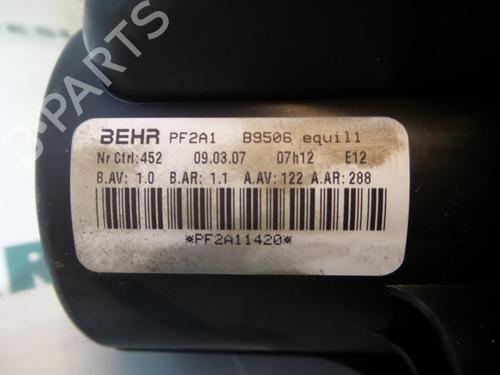 BEHR PF2A1 B9506 equil1
Nr Ctrl:452 09.03.07 07h12 E12
B.AV: 1.0 B.AR: 1.1 A.AV:122 A.AR:288
*PF2A11420*
B-PARTS